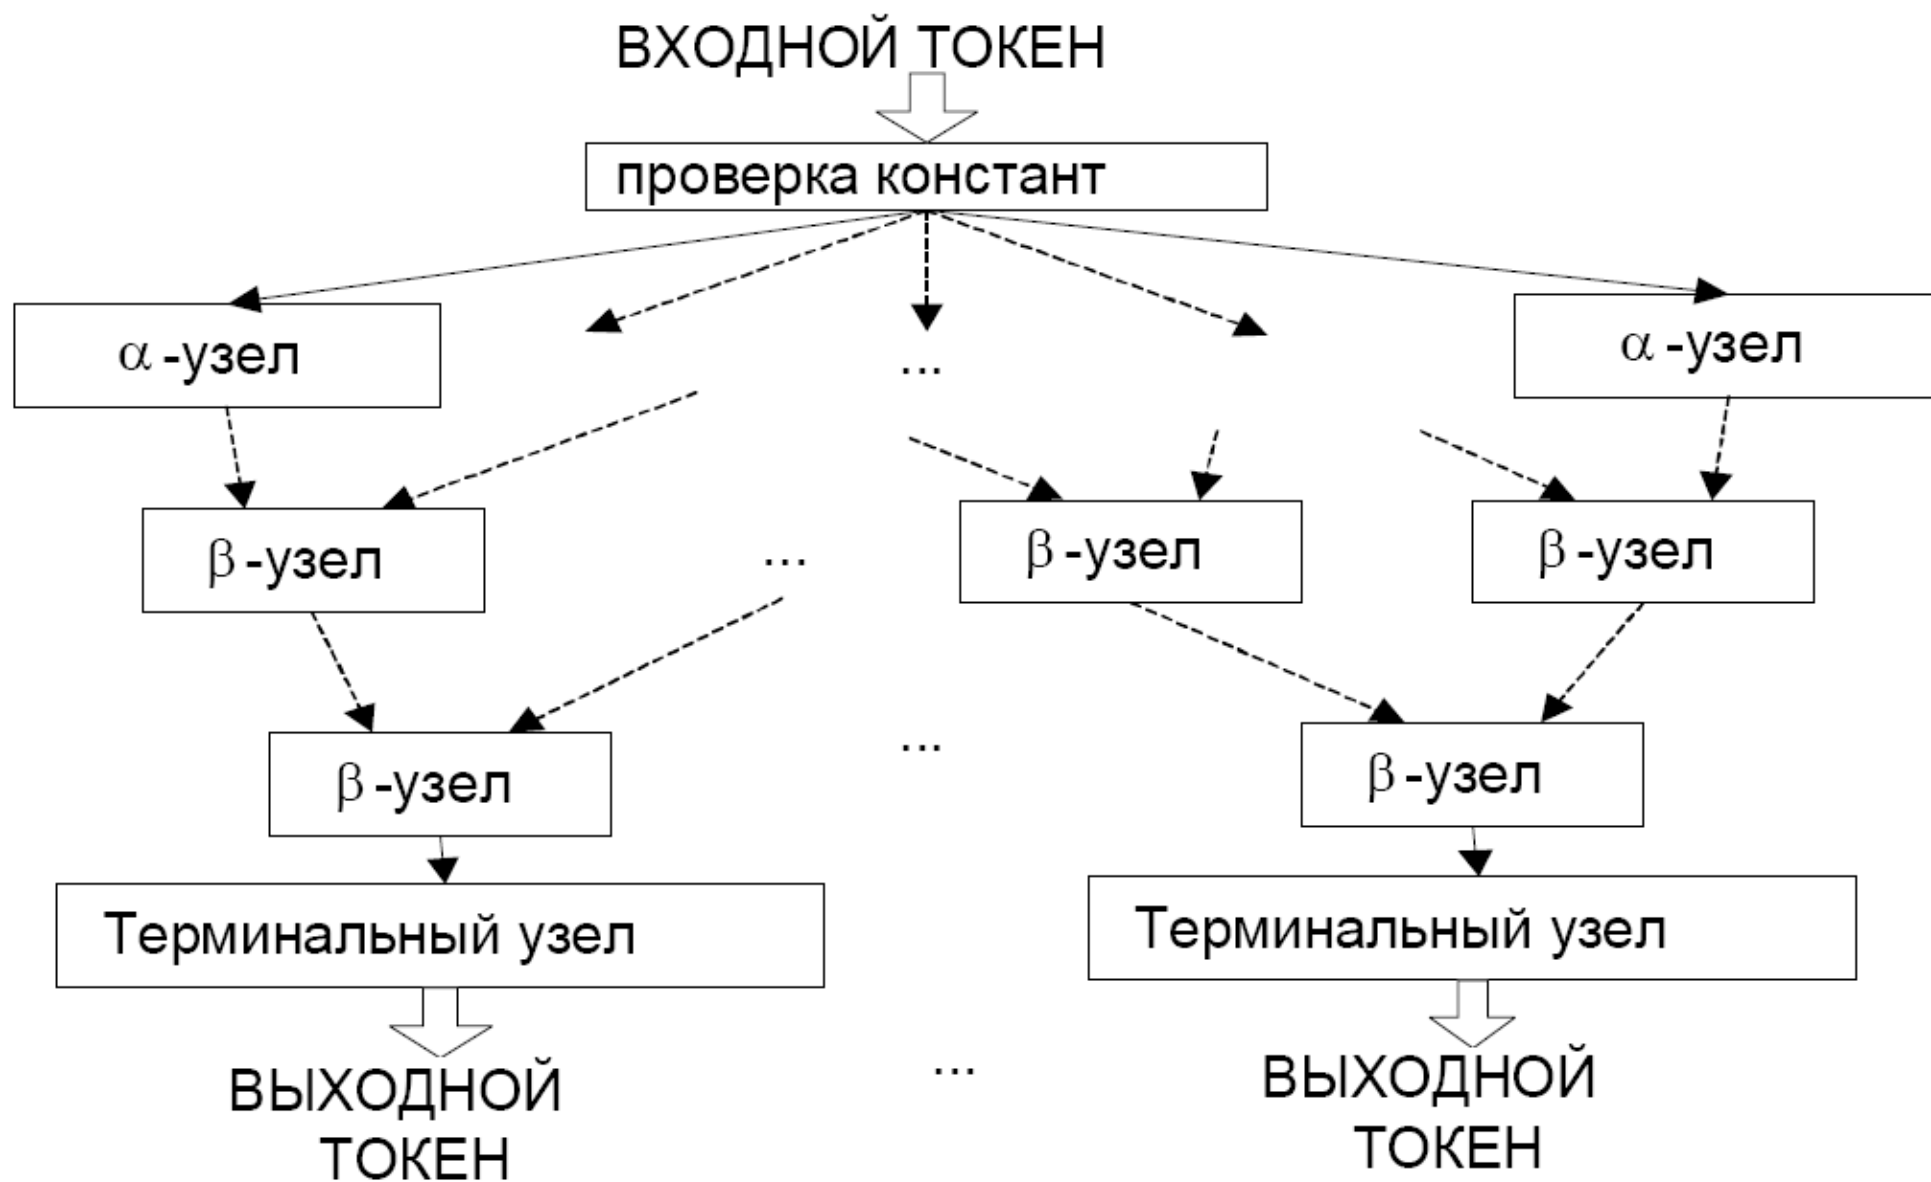 ВХОДНОЙ ТОКЕН
проверка констант
α-узел
...
α-узел
β-узел
...
β-узел
β-узел
β-узел
...
β-узел
Терминальный узел
Терминальный узел
ВЫХОДНОЙ
ТОКЕН
...
ВЫХОДНОЙ
ТОКЕН